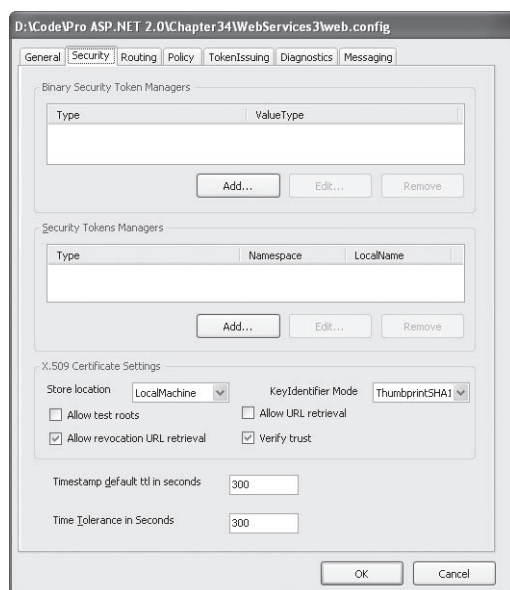 D:\Code\Pro ASP.NET 2.0\Chapter34\WebServices3\web.config
General Security Routing Policy TokenIssuing Diagnostics Messaging
Binary Security Token Managers
Type ValueType
Add... Edit... Remove
Security Tokens Managers
Type Namespace LocalName
Add... Edit... Remove
X.509 Certificate Settings
Store location LocalMachine KeyIdentifier Mode ThumbprintSHA1
Allow test roots Allow URL retrieval
Allow revocation URL retrieval Verify trust
Timestamp default ttl in seconds 300
Time Tolerance in Seconds 300
OK Cancel